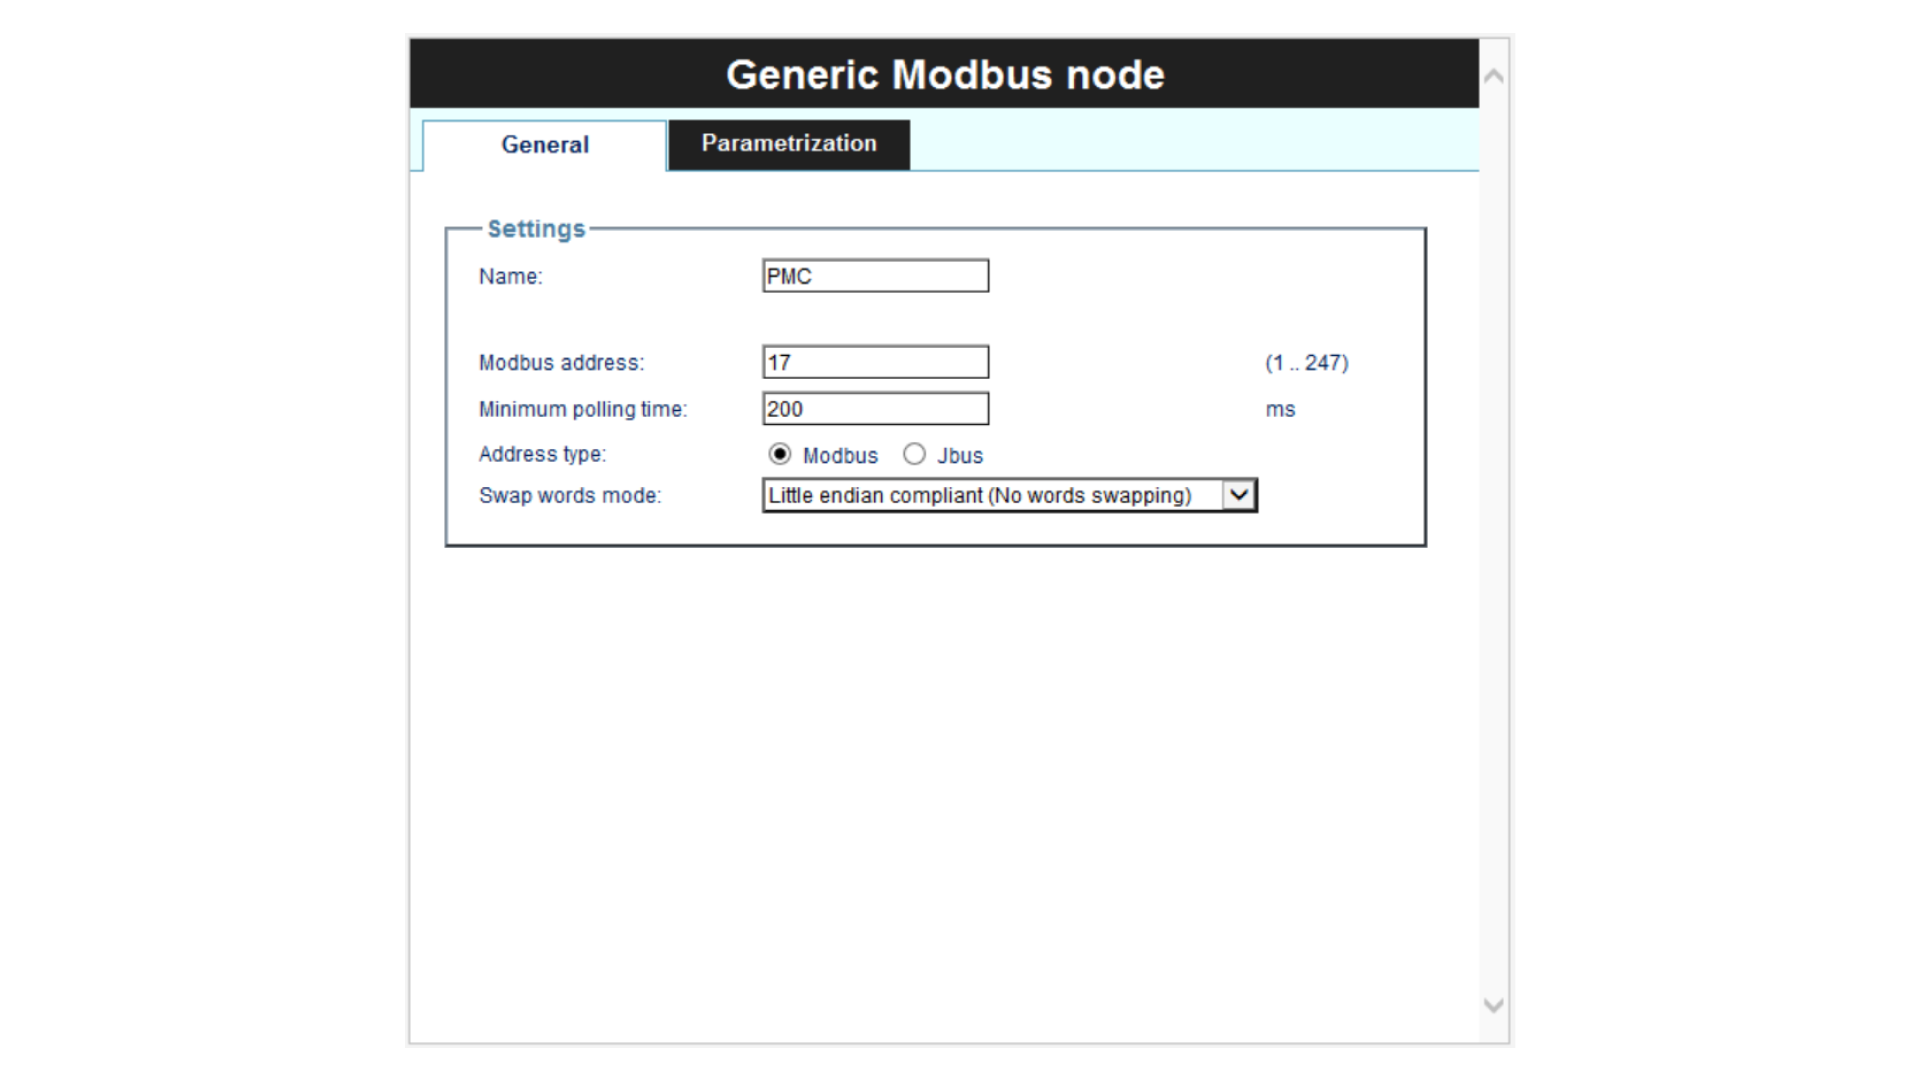 Generic Modbus node
General Parametrization
Settings
Name: PMC
Modbus address: 17 (1 .. 247)
Minimum polling time: 200 ms
Address type: Modbus Jbus
Swap words mode: Little endian compliant (No words swapping)